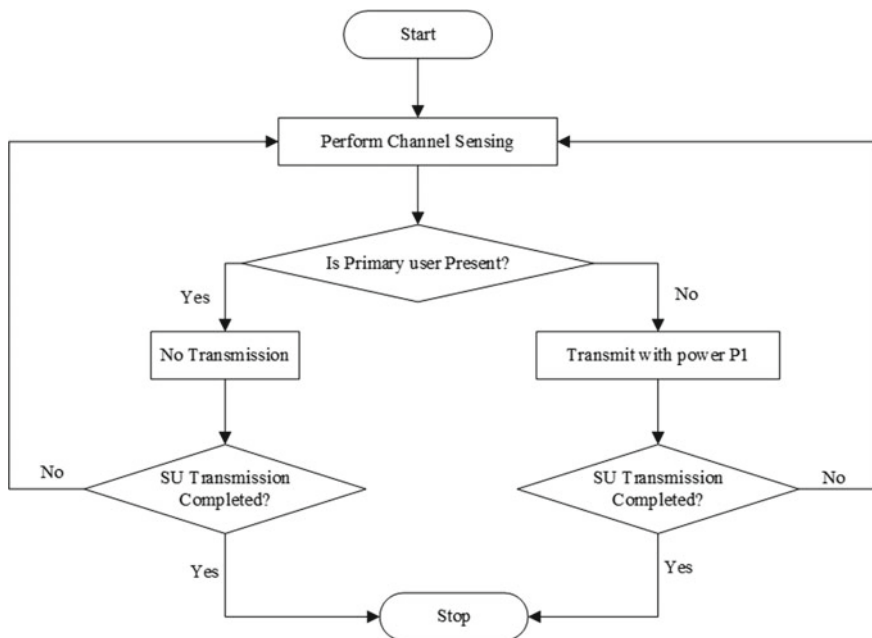 Start
Perform Channel Sensing
Is Primary user Present?
Yes
No
No Transmission
Transmit with power P1
No
SU Transmission
Completed?
SU Transmission
Completed?
No
Yes
Yes
Stop